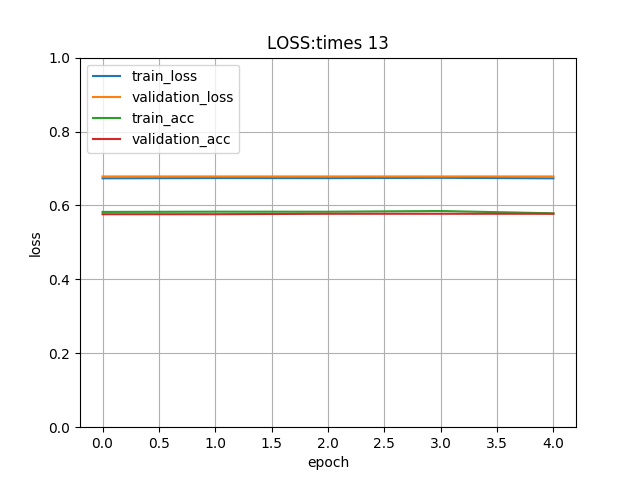 LOSS:times 13
1.0
0.8
0.6
0.4
0.2
0.0
loss
train_loss
validation_loss
train_acc
validation_acc
0.0 0.5 1.0 1.5 2.0 2.5 3.0 3.5 4.0
epoch